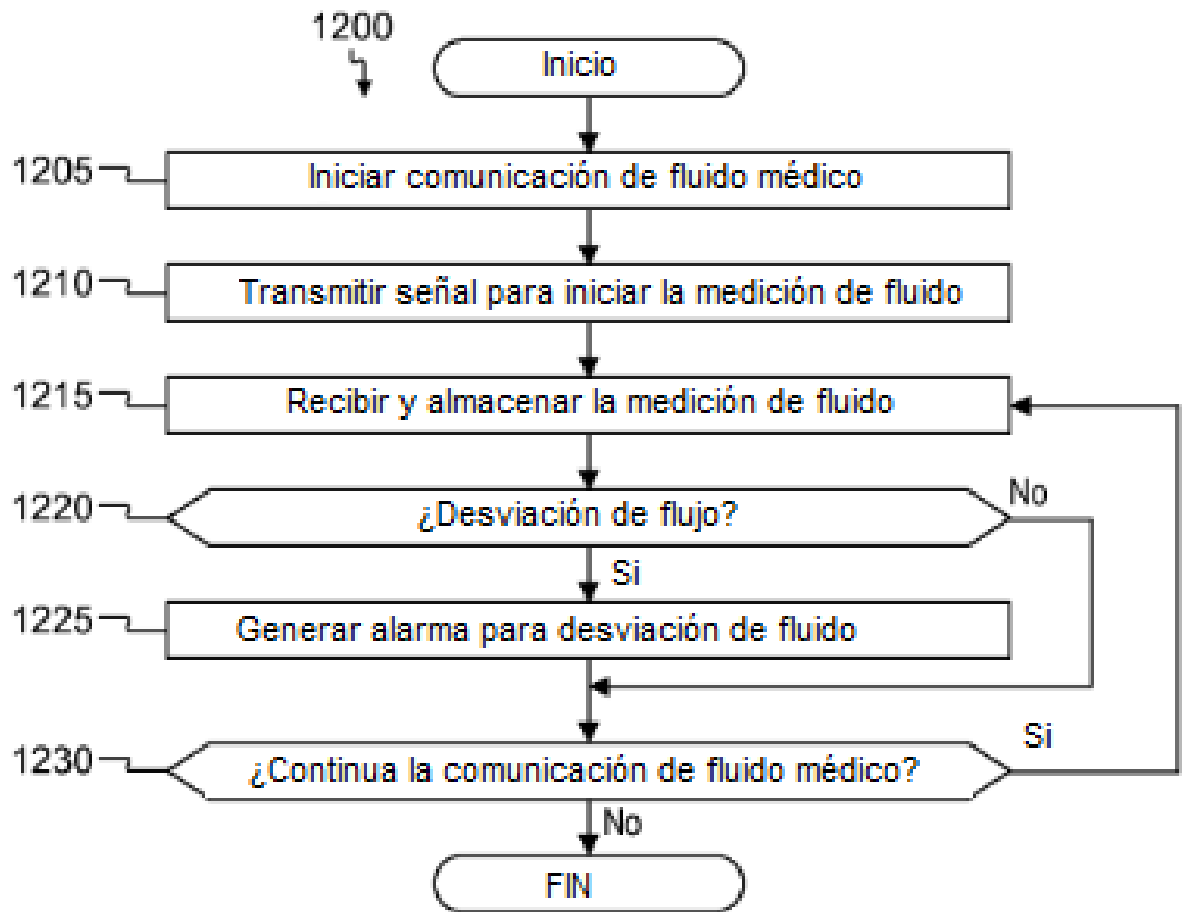 1200
Inicio
1205
Iniciar comunicación de fluido médico
1210
Transmitir señal para iniciar la medición de fluido
1215
Recibir y almacenar la medición de fluido
1220
¿Desviación de flujo?
No
Si
1225
Generar alarma para desviación de fluido
1230
¿Continua la comunicación de fluido médico?
Si
No
FIN